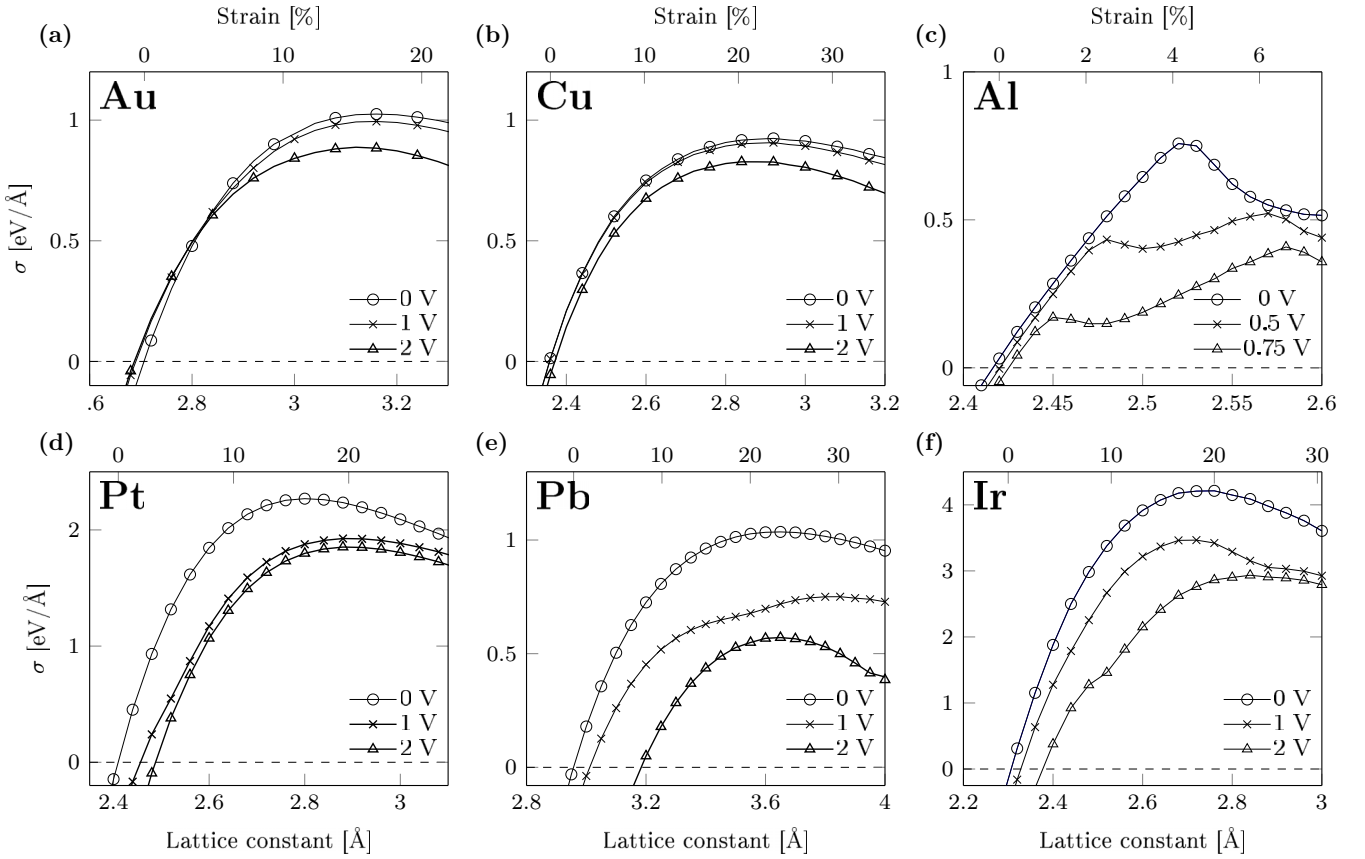 Strain [%] Strain [%] Strain [%]
(a) 0 10 20
(b) 0 10 20 30
(c) 0 2 4 6
Au
Cu
Al
1
0.5
0
σ [eV/Å]
0 V
1 V
2 V
.6 2.8 3 3.2
1
0.5
0
0 V
1 V
2 V
2.4 2.6 2.8 3 3.2
1
0.5
0
0 V
0.5 V
0.75 V
2.4 2.45 2.5 2.55 2.6
(d) 0 10 20
(e) 0 10 20 30
(f) 0 10 20 30
Pt
Pb
Ir
2
1
0
σ [eV/Å]
0 V
1 V
2 V
2.4 2.6 2.8 3
Lattice constant [Å]
1
0.5
0
0 V
1 V
2 V
2.8 3.2 3.6 4
Lattice constant [Å]
4
3
2
1
0
0 V
1 V
2 V
2.2 2.4 2.6 2.8 3
Lattice constant [Å]